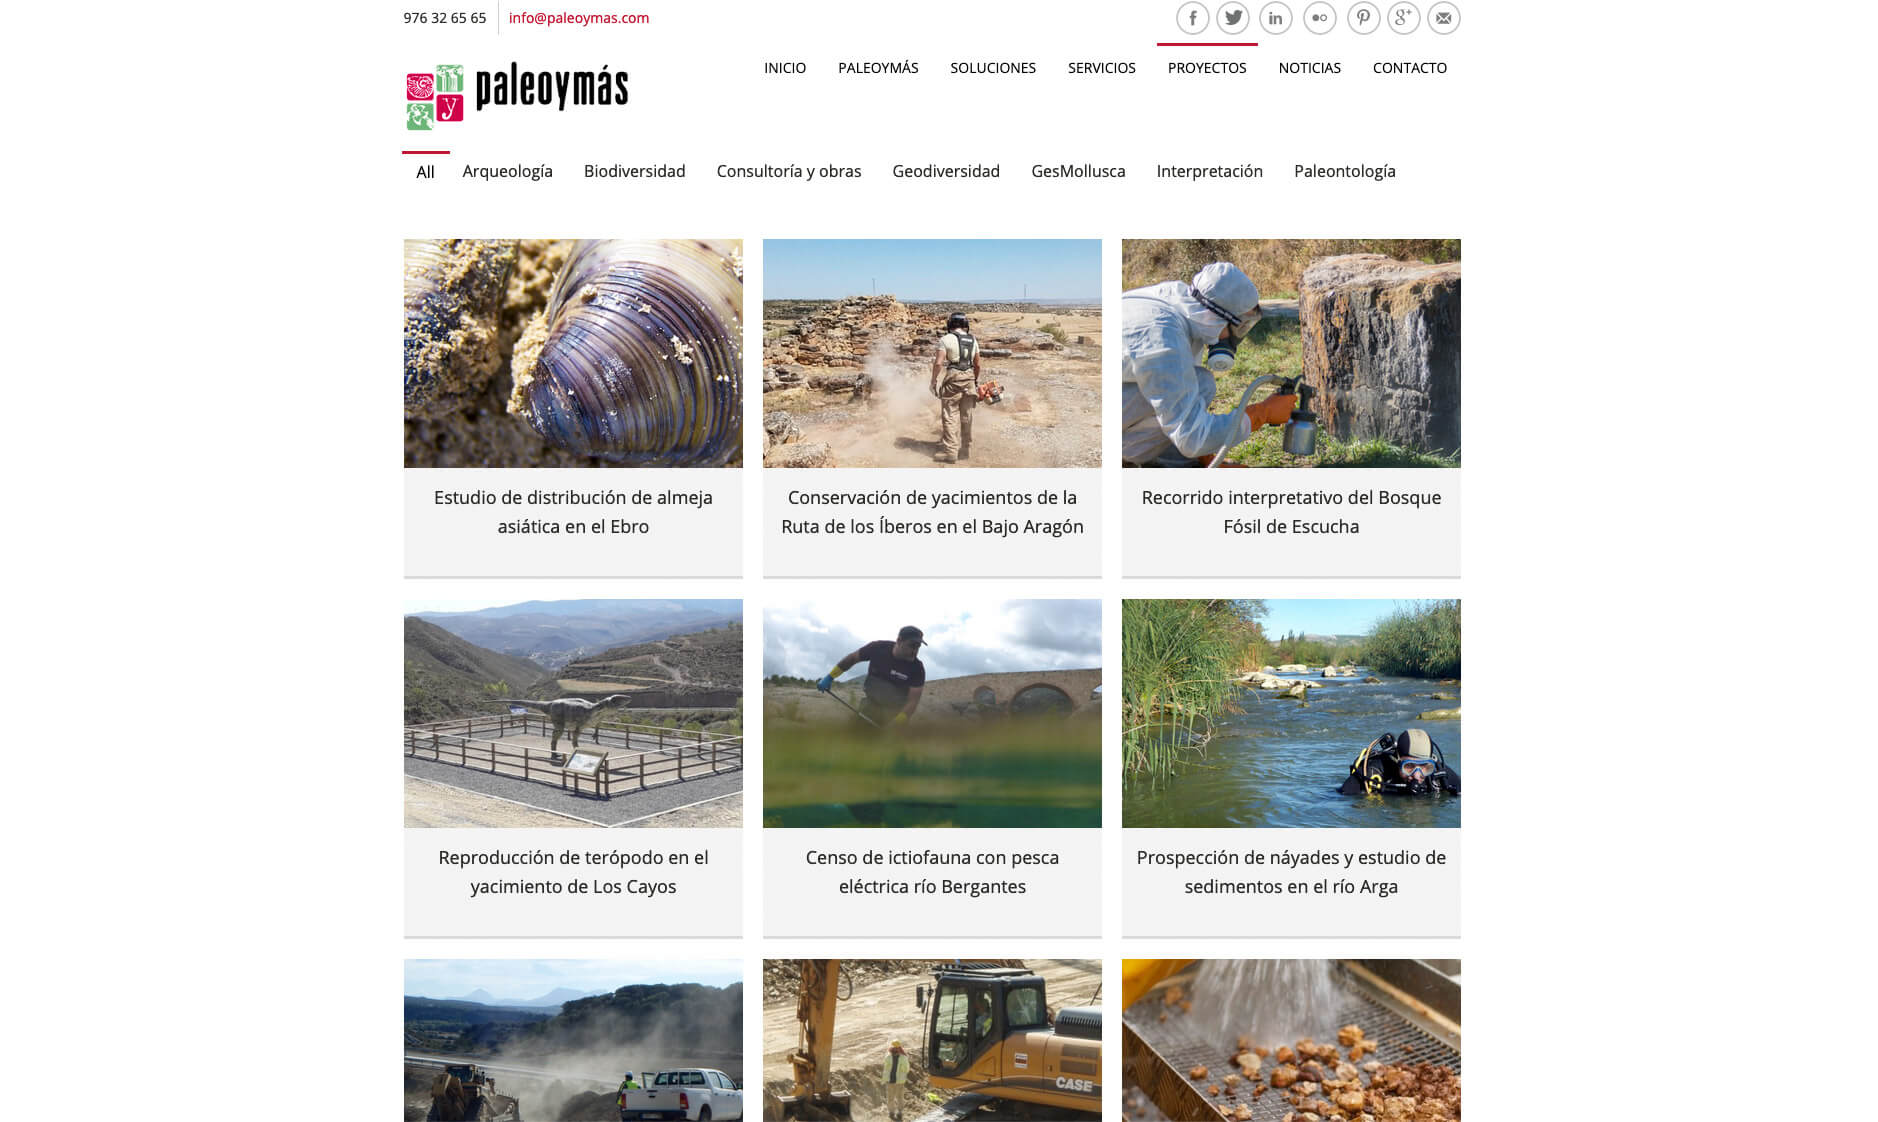 976 32 65 65
info@paleoymas.com
paleoymás
INICIO PALEOYMÁS SOLUCIONES SERVICIOS PROYECTOS NOTICIAS CONTACTO
All Arqueología Biodiversidad Consultoría y obras Geodiversidad GesMollusca Interpretación Paleontología
Estudio de distribución de almeja
asiática en el Ebro
Conservación de yacimientos de la
Ruta de los Íberos en el Bajo Aragón
Recorrido interpretativo del Bosque
Fósil de Escucha
Reproducción de terópodo en el
yacimiento de Los Cayos
Censo de ictiofauna con pesca
eléctrica río Bergantes
Prospección de náyades y estudio de
sedimentos en el río Arga
CASE